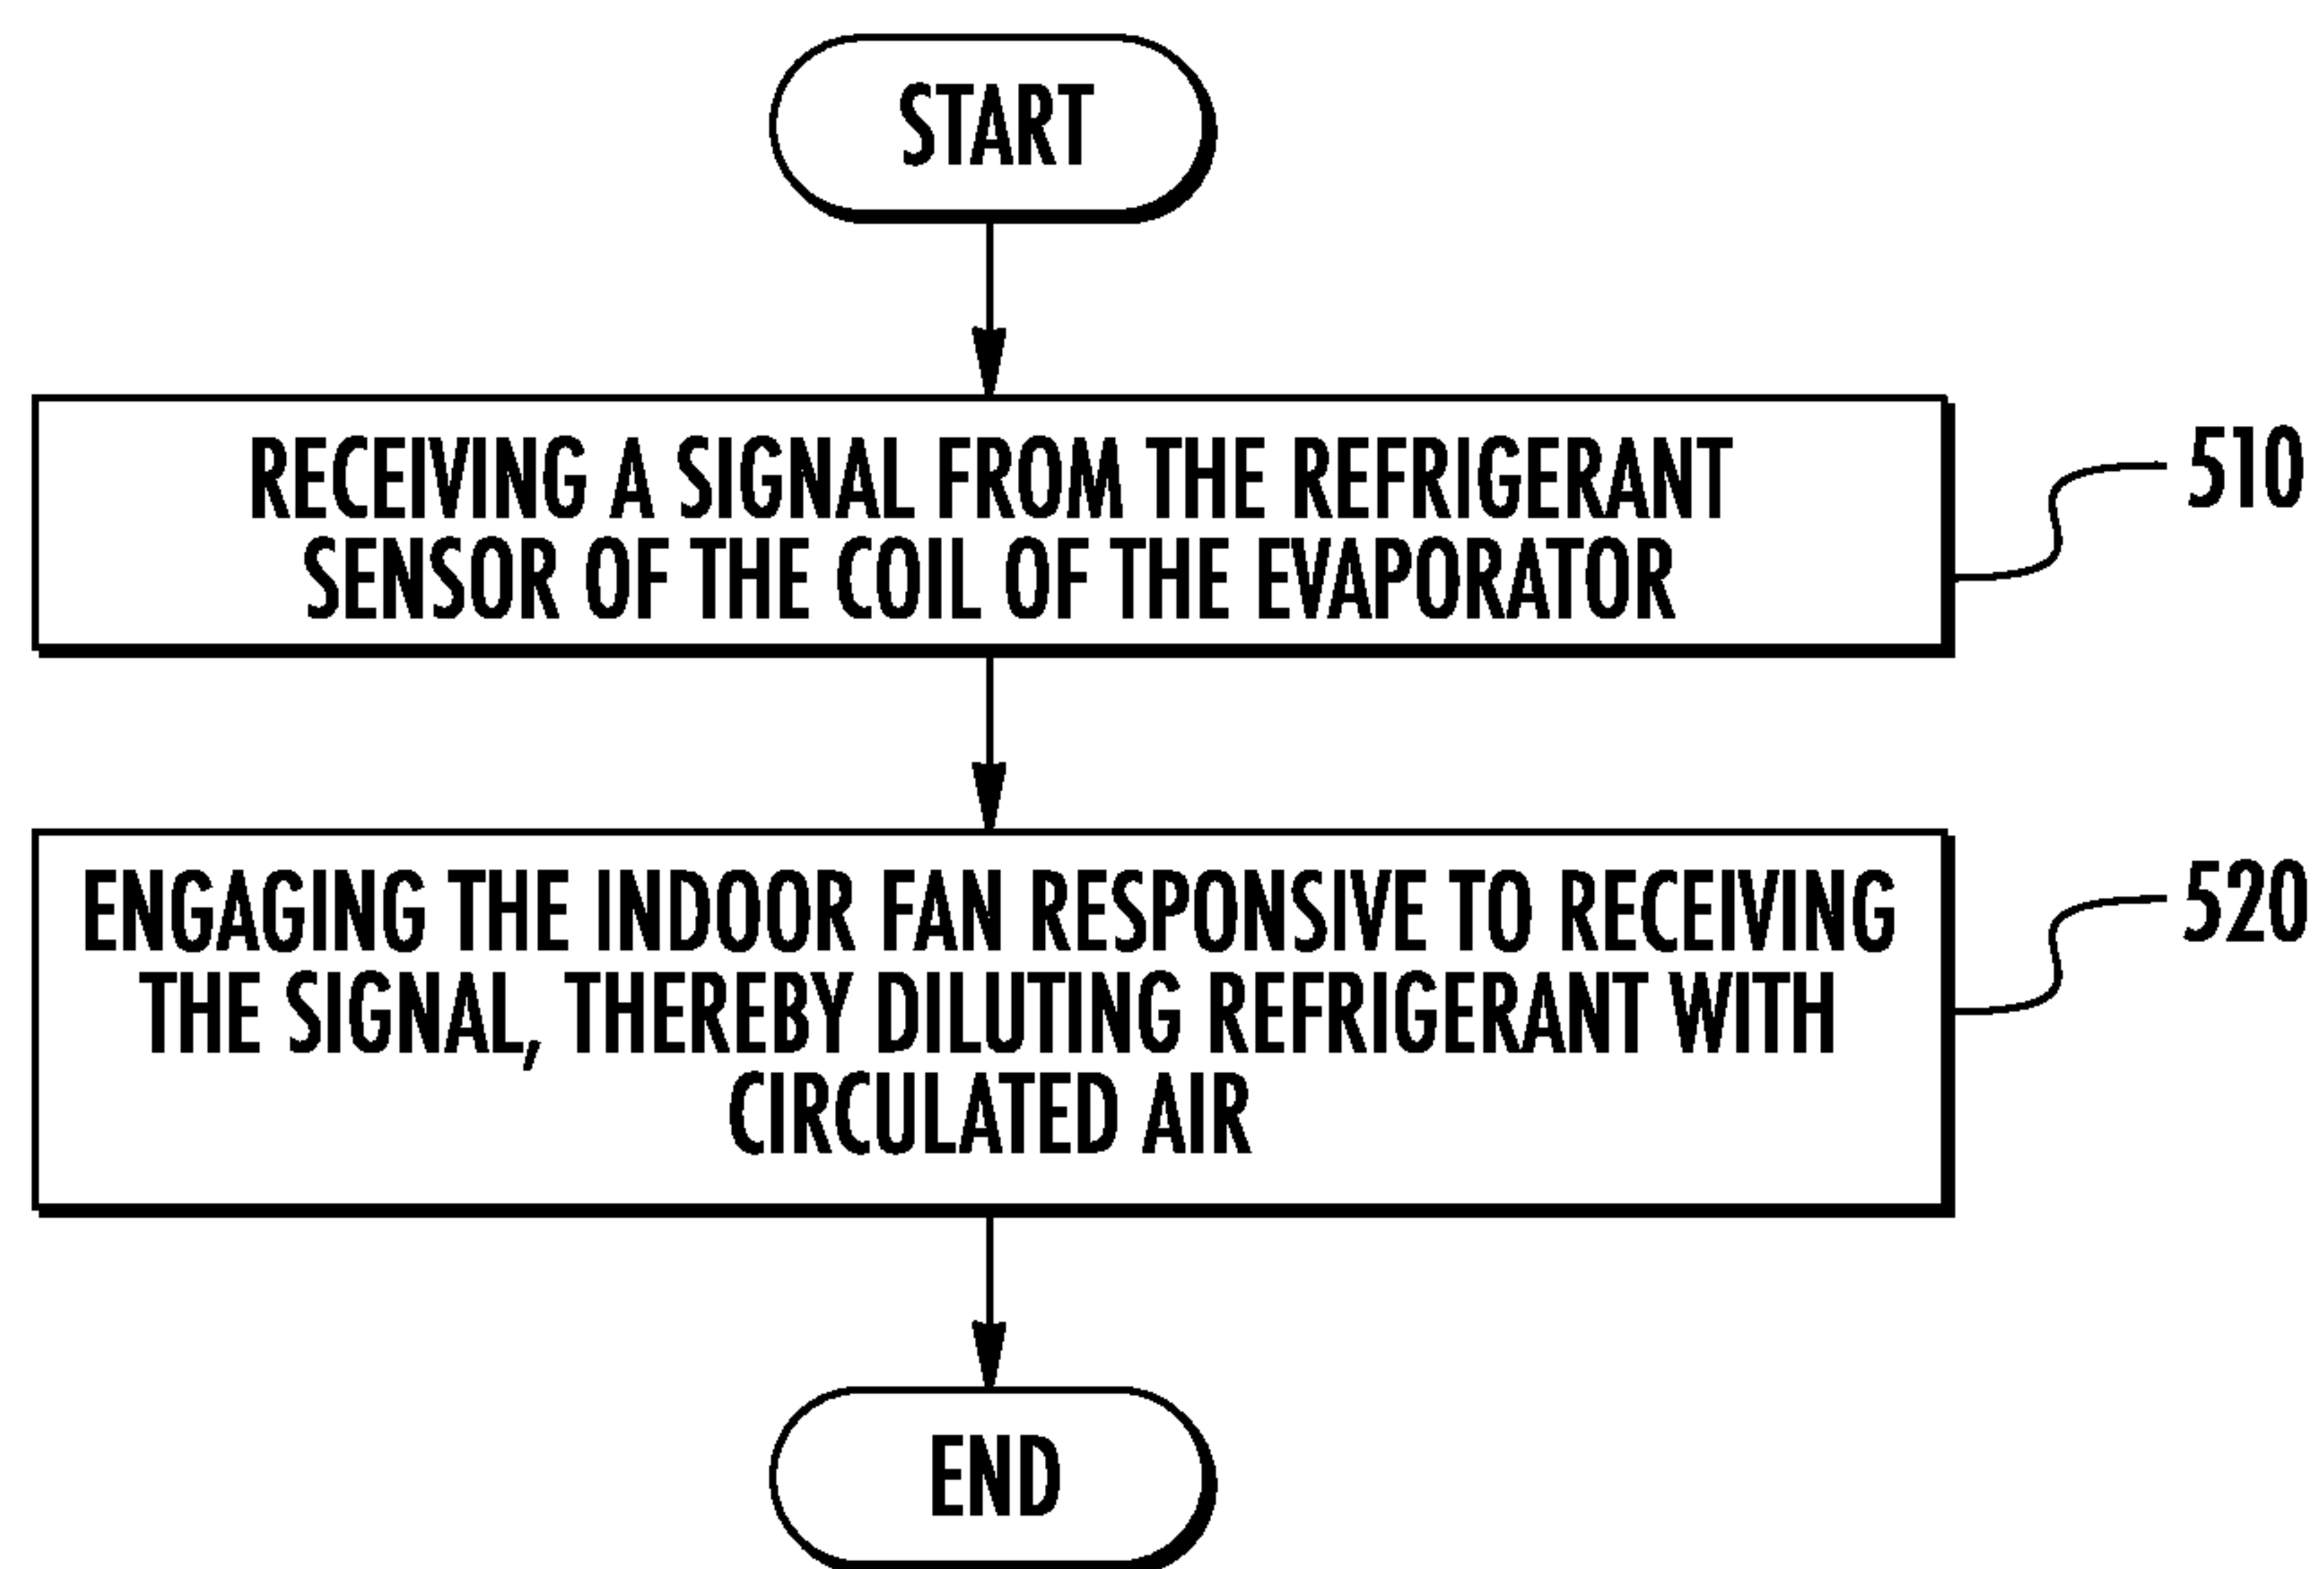 START
RECEIVING A SIGNAL FROM THE REFRIGERANT
SENSOR OF THE COIL OF THE EVAPORATOR
510
ENGAGING THE INDOOR FAN RESPONSIVE TO RECEIVING
THE SIGNAL, THEREBY DILUTING REFRIGERANT WITH
CIRCULATED AIR
520
END